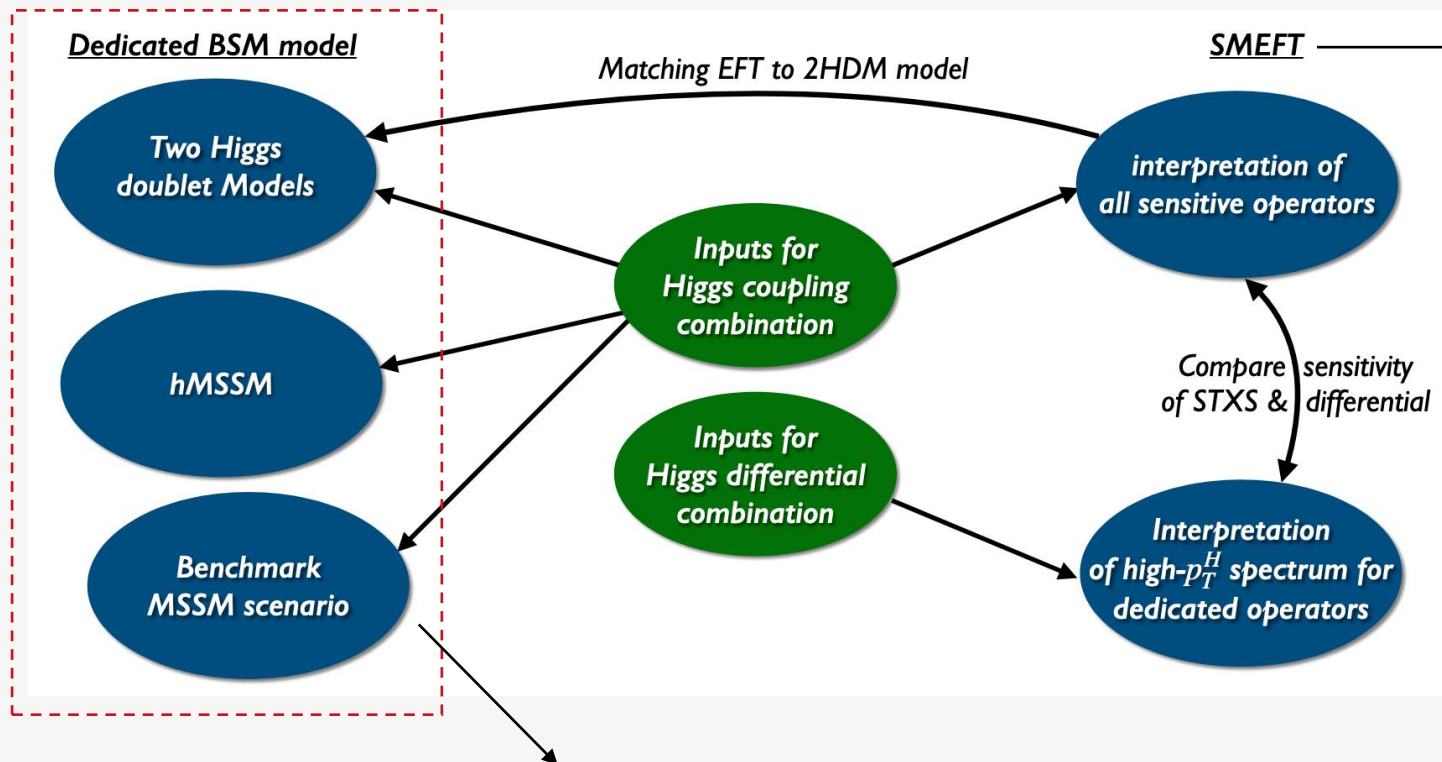 Dedicated BSM model
SMEFT
Matching EFT to 2HDM model
Two Higgs
doublet Models
interpretation of
all sensitive operators
Inputs for
Higgs coupling
combination
hMSSM
Compare sensitivity
of STXS & differential
Inputs for
Higgs differential
combination
Benchmark
MSSM scenario
Interpretation
of high-$p_T^H$ spectrum for
dedicated operators